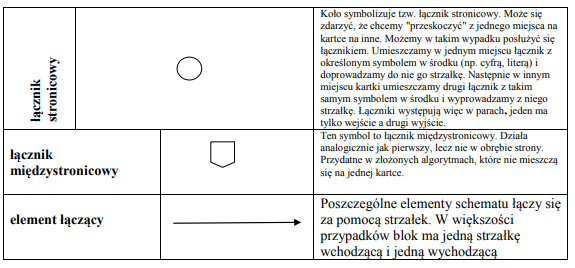 łącznik
stronicowy
Koło symbolizuje tzw. łącznik stronicowy. Może się
zdarzyć, że chcemy "przeskoczyć" z jednego miejsca na
kartce na inne. Możemy w takim wypadku posłużyć się
łącznikiem. Umieszczamy w jednym miejscu łącznik z
określonym symbolem w środku (np. cyfrą, literą) i
doprowadzamy do nie go strzałkę. Następnie w innym
miejscu kartki umieszczamy drugi łącznik z takim
samym symbolem w środku i wyprowadzamy z niego
strzałkę. Łączniki występują więc w parach, jeden ma
tylko wejście a drugi wyjście.
łącznik
międzystronicowy
Ten symbol to łącznik międzystronicowy. Działa
analogicznie jak pierwszy, lecz nie w obrębie strony.
Przydatne w złożonych algorytmach, które nie mieszczą
się na jednej kartce.
element łączący
Poszczególne elementy schematu łączy się
za pomocą strzałek. W większości
przypadków blok ma jedną strzałkę
wchodzącą i jedną wychodzącą